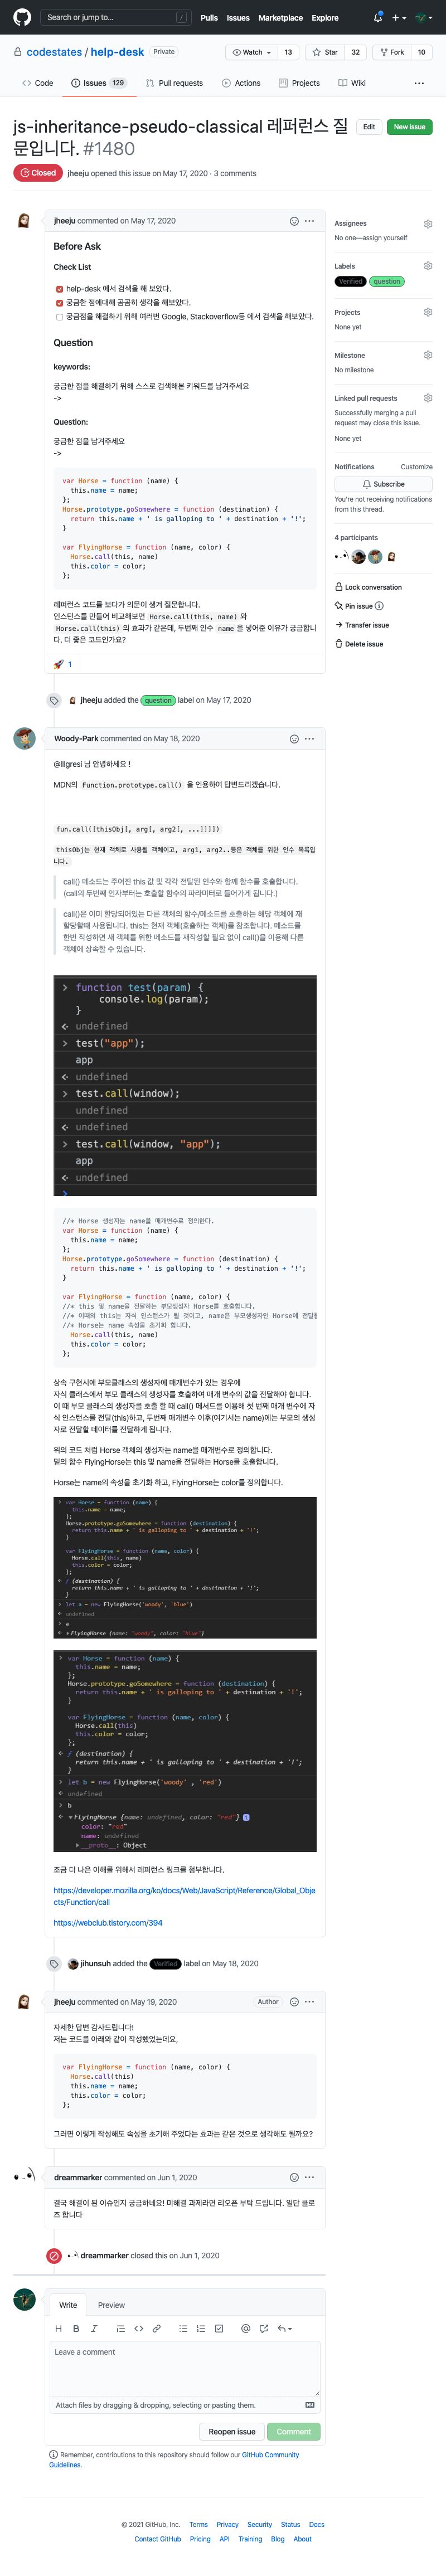 Search or jump to...
/
Pulls Issues Marketplace Explore
codestates / help-desk Private
Watch 13
Star 32
Fork 10
Code
Issues 129
Pull requests
Actions
Projects
Wiki
js-inheritance-pseudo-classical 레퍼런스 질
문입니다. #1480
Edit
New issue
Closed
jheeju opened this issue on May 17, 2020 · 3 comments
jheeju commented on May 17, 2020
Before Ask
Check List
help-desk 에서 검색을 해 보았다.
궁금한 점에대해 곰곰히 생각을 해보았다.
궁금점을 해결하기 위해 여러번 Google, Stackoverflow등 에서 검색을 해보았다.
Question
keywords:
궁금한 점을 해결하기 위해 스스로 검색해본 키워드를 남겨주세요
->
Question:
궁금한 점을 남겨주세요
->
var Horse = function (name) {
this.name = name;
};
Horse.prototype.goSomewhere = function (destination) {
return this.name + ' is galloping to ' + destination + '!';
}
var FlyingHorse = function (name, color) {
Horse.call(this, name)
this.color = color;
};
레퍼런스 코드를 보다가 의문이 생겨 질문합니다.
인스턴스를 만들어 비교해보면 Horse.call(this, name) 와
Horse.call(this) 의 효과가 같은데, 두번째 인수 name 을 넣어준 이유가 궁금합니
다. 더 좋은 코드인가요?
🚀 1
Assignees
No one—assign yourself
Labels
Verified question
Projects
None yet
Milestone
No milestone
Linked pull requests
Successfully merging a pull
request may close this issue.
None yet
Notifications Customize
Subscribe
You're not receiving notifications
from this thread.
4 participants
Lock conversation
Pin issue
Transfer issue
Delete issue
jheeju added the question label on May 17, 2020
Woody-Park commented on May 18, 2020
@lllgresi 님 안녕하세요 !
MDN의 Function.prototype.call() 을 인용하여 답변드리겠습니다.
fun.call([thisObj[, arg[, arg2[, ...]]]])
thisObj는 현재 객체로 사용될 객체이고, arg1, arg2..등은 객체를 위한 인수 목록입
니다.
call() 메소드는 주어진 this 값 및 각각 전달된 인수와 함께 함수를 호출합니다.
(call의 두번째 인자부터는 호출할 함수의 파라미터로 들어가게 됩니다.)
call()은 이미 할당되어있는 다른 객체의 함수/메소드를 호출하는 해당 객체에 재
할당할때 사용됩니다. this는 현재 객체(호출하는 객체)를 참조합니다. 메소드를
한번 작성하면 새 객체를 위한 메소드를 재작성할 필요 없이 call()을 이용해 다른
객체에 상속할 수 있습니다.
> function test(param) {
console.log(param);
}
undefined
> test("app");
app
undefined
> test.call(window);
undefined
undefined
> test.call(window, "app");
app
undefined
>
//* Horse 생성자는 name을 매개변수로 정의한다.
var Horse = function (name) {
this.name = name;
};
Horse.prototype.goSomewhere = function (destination) {
return this.name + ' is galloping to ' + destination + '!';
}
var FlyingHorse = function (name, color) {
//* this 및 name을 전달하는 부모생성자 Horse를 호출합니다.
//* 이때의 this는 자식 인스턴스가 될 것이고, name은 부모생성자인 Horse에 전달
//* Horse는 name 속성을 초기화 합니다.
Horse.call(this, name)
this.color = color;
};
상속 구현시에 부모클래스의 생성자에 매개변수가 있는 경우에
자식 클래스에서 부모 클래스의 생성자를 호출하여 매개 변수의 값을 전달해야 합니다.
이 때 부모 클래스의 생성자를 호출 할 때 call() 메서드를 이용해 첫 번째 매개 변수에 자
식 인스턴스를 전달(this)하고, 두번째 매개변수 이후(여기서는 name)에는 부모의 생성
자로 전달할 데이터를 전달하게 됩니다.
위의 코드 처럼 Horse 객체의 생성자는 name을 매개변수로 정의합니다.
밑의 함수 FlyingHorse는 this 및 name을 전달하는 Horse를 호출합니다.
Horse는 name의 속성을 초기화 하고, FlyingHorse는 color를 정의합니다.
> var Horse = function (name) {
this.name = name;
};
Horse.prototype.goSomewhere = function (destination) {
return this.name + ' is galloping to ' + destination + '!';
}
var FlyingHorse = function (name, color) {
Horse.call(this, name)
this.color = color;
};
ƒ (destination) {
return this.name + ' is galloping to ' + destination + '!';
}
> let a = new FlyingHorse('woody', 'blue')
undefined
> a
FlyingHorse {name: "woody", color: "blue"}
> var Horse = function (name) {
this.name = name;
};
Horse.prototype.goSomewhere = function (destination) {
return this.name + ' is galloping to ' + destination + '!';
}
var FlyingHorse = function (name, color) {
Horse.call(this)
this.color = color;
};
ƒ (destination) {
return this.name + ' is galloping to ' + destination + '!';
}
> let b = new FlyingHorse('woody' , 'red')
undefined
> b
FlyingHorse {name: undefined, color: "red"}
color: "red"
name: undefined
__proto__: Object
조금 더 나은 이해를 위해서 레퍼런스 링크를 첨부합니다.
https://developer.mozilla.org/ko/docs/Web/JavaScript/Reference/Global_Obje
cts/Function/call
https://webclub.tistory.com/394
jihunsuh added the Verified label on May 18, 2020
jheeju commented on May 19, 2020 Author
자세한 답변 감사드립니다!
저는 코드를 아래와 같이 작성했었는데요,
var FlyingHorse = function (name, color) {
Horse.call(this)
this.name = name;
this.color = color;
};
그러면 이렇게 작성해도 속성을 초기해 주었다는 효과는 같은 것으로 생각해도 될까요?
dreammarker commented on Jun 1, 2020
결국 해결이 된 이슈인지 궁금하네요! 미해결 과제라면 리오픈 부탁 드립니다. 일단 클로
즈 합니다
dreammarker closed this on Jun 1, 2020
Write Preview
Leave a comment
Attach files by dragging & dropping, selecting or pasting them.
Reopen issue
Comment
Remember, contributions to this repository should follow our GitHub Community
Guidelines.
© 2021 GitHub, Inc. Terms Privacy Security Status Docs
Contact GitHub Pricing API Training Blog About